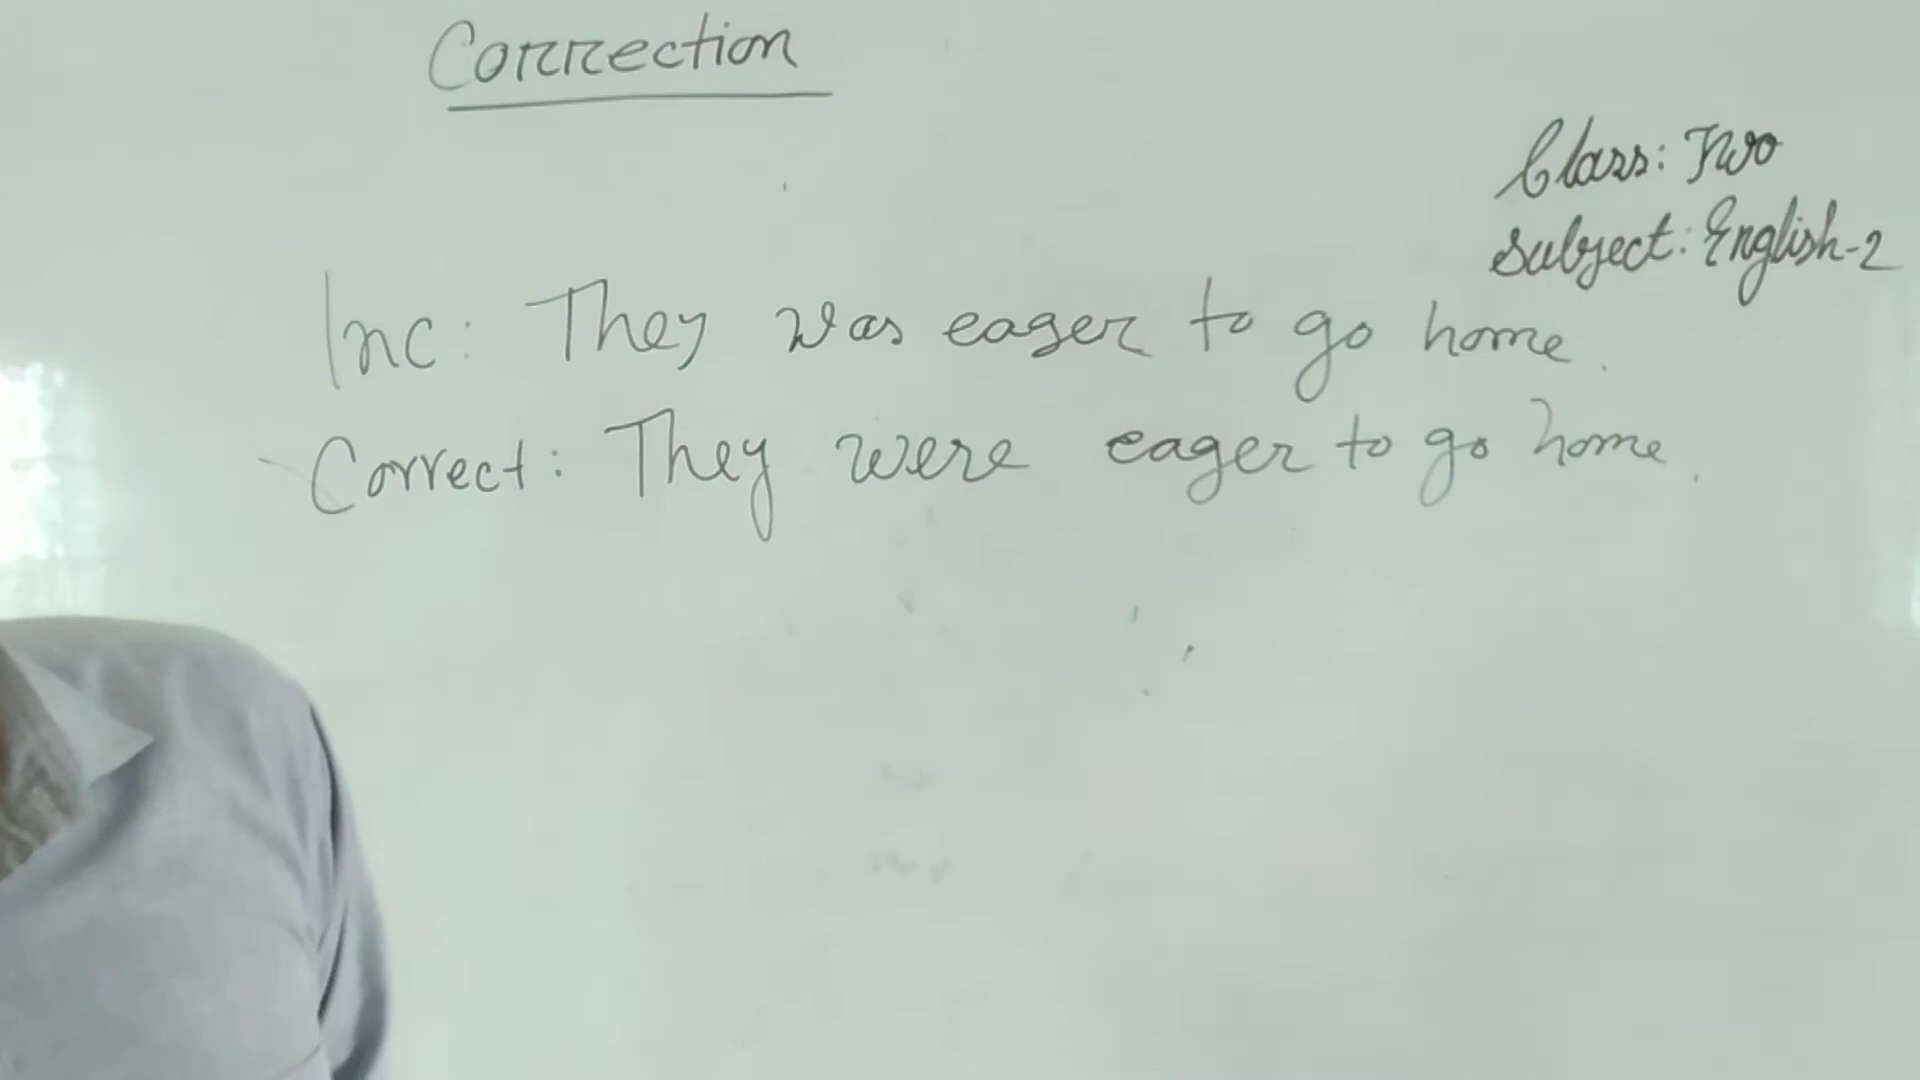 Correction
Class: Two
Subject: English-2
Inc: They was eager to go home.
Correct: They were eager to go home.